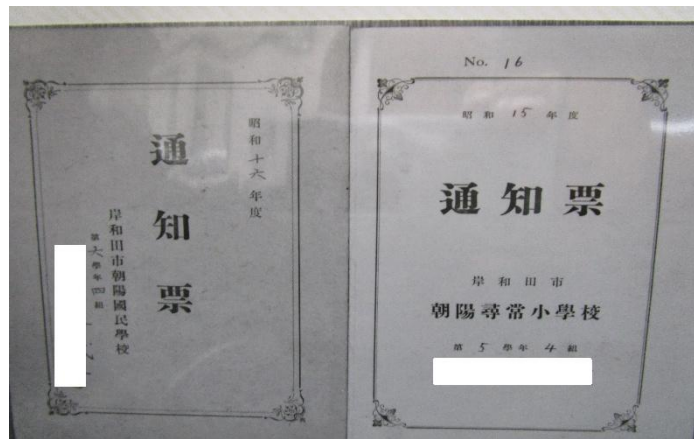 昭和十六年度
通知票
岸和田市朝陽國民學校
第六學年四組
No. 16
昭和15年度
通知票
岸和田市
朝陽尋常小學校
第5學年4組